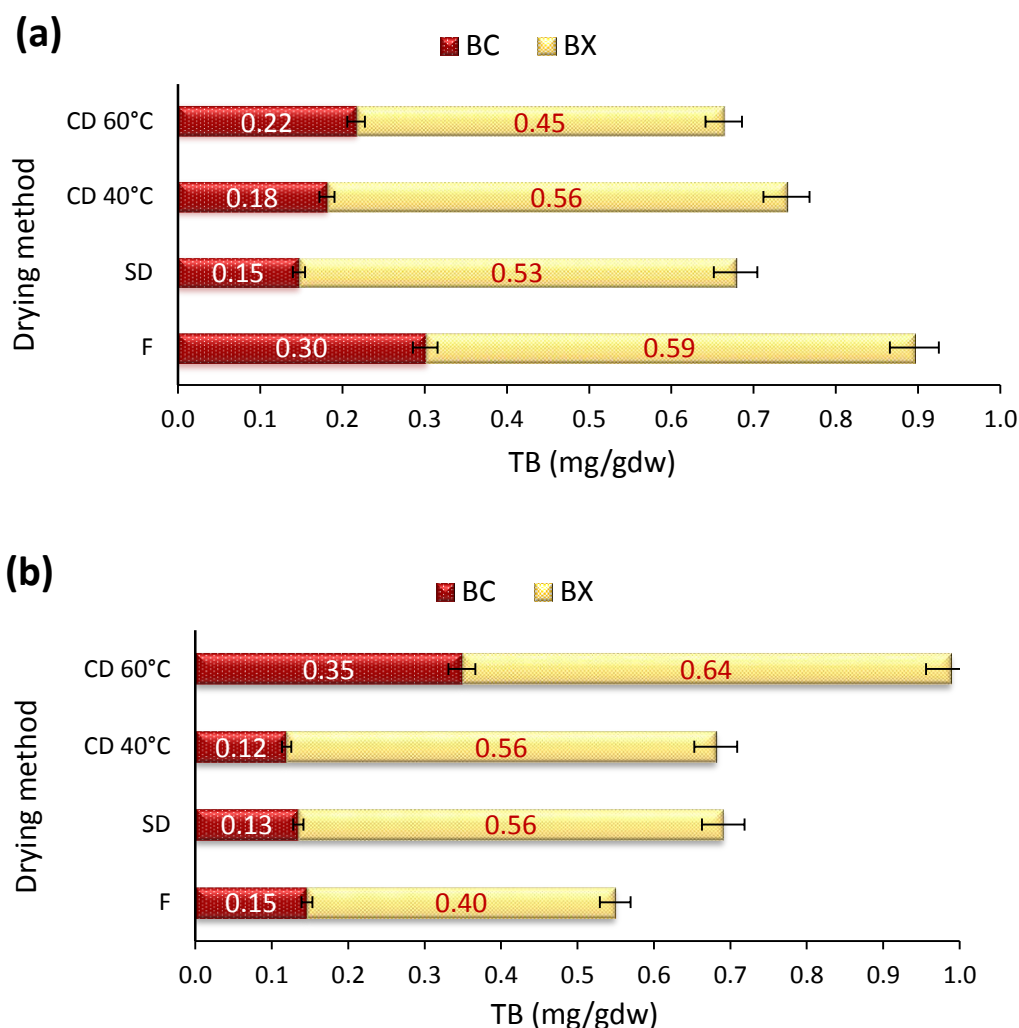 (a)
BC BX
Drying method
CD 60°C 0.22 0.45
CD 40°C 0.18 0.56
SD 0.15 0.53
F 0.30 0.59
0.0 0.1 0.2 0.3 0.4 0.5 0.6 0.7 0.8 0.9 1.0
TB (mg/gdw)
(b)
BC BX
Drying method
CD 60°C 0.35 0.64
CD 40°C 0.12 0.56
SD 0.13 0.56
F 0.15 0.40
0.0 0.1 0.2 0.3 0.4 0.5 0.6 0.7 0.8 0.9 1.0
TB (mg/gdw)